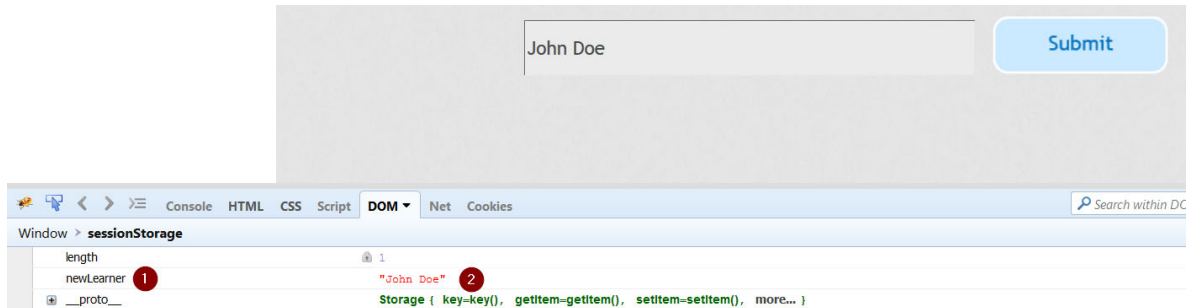 John Doe Submit
Console HTML CSS Script DOM Net Cookies Search within DO
Window > sessionStorage
length 1
newLearner 1 "John Doe" 2
__proto__ Storage { key=key(), getItem=getItem(), setItem=setItem(), more... }